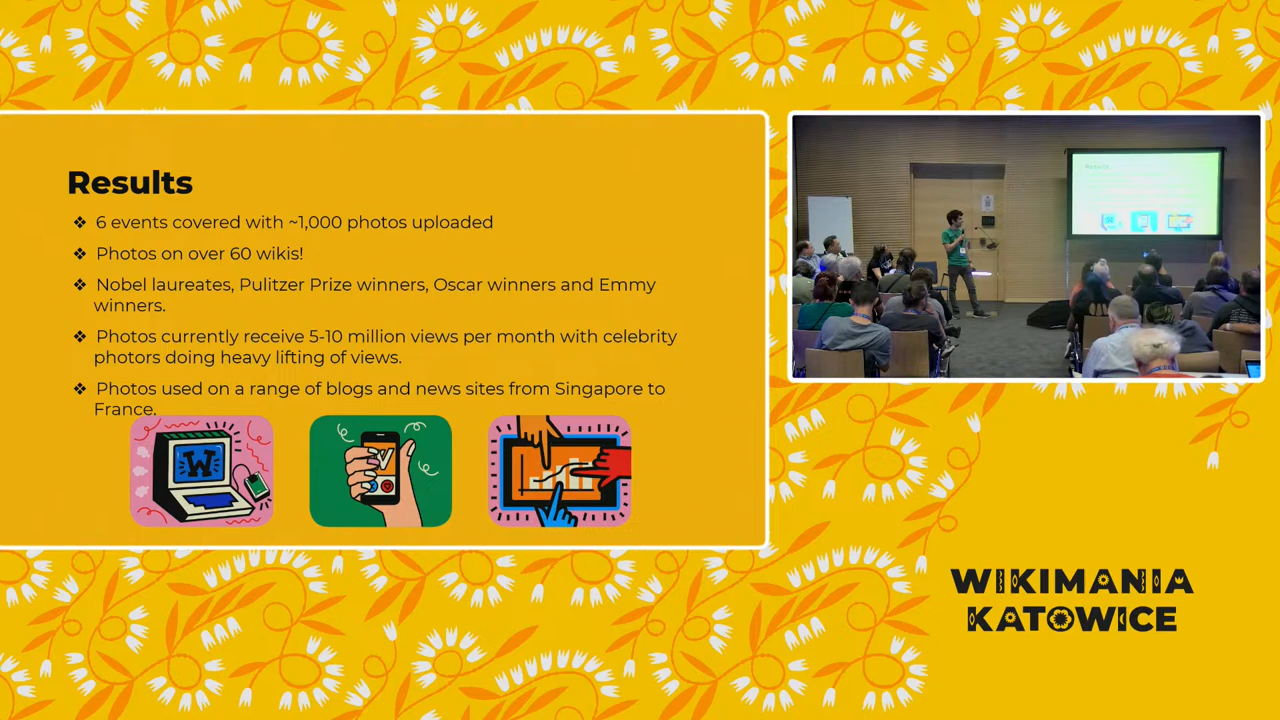 Results
❖ 6 events covered with ~1,000 photos uploaded
❖ Photos on over 60 wikis!
❖ Nobel laureates, Pulitzer Prize winners, Oscar winners and Emmy
winners.
❖ Photos currently receive 5-10 million views per month with celebrity
photors doing heavy lifting of views.
❖ Photos used on a range of blogs and news sites from Singapore to
France.
W
Results
WIKIMANIA
KATOWICE